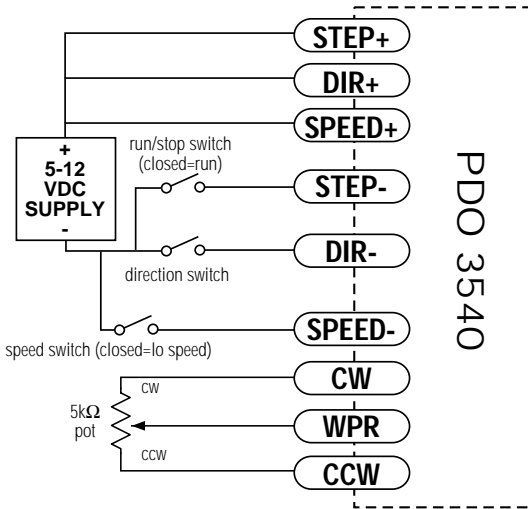 STEP+
DIR+
SPEED+
+
5-12
VDC
SUPPLY
-
run/stop switch
(closed=run)
STEP-
DIR-
direction switch
SPEED-
speed switch (closed=lo speed)
CW
cw
5kΩ
pot
WPR
ccw
CCW
PDO 3540